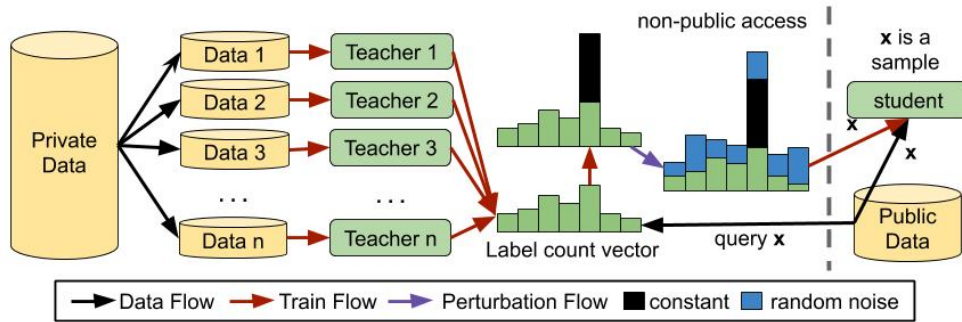 non-public access
Private
Data
Data 1
Data 2
Data 3
. . .
Data n
Teacher 1
Teacher 2
Teacher 3
. . .
Teacher n
Label count vector
query x
x is a
sample
student
x
x
Public
Data
Data Flow
Train Flow
Perturbation Flow
constant
random noise